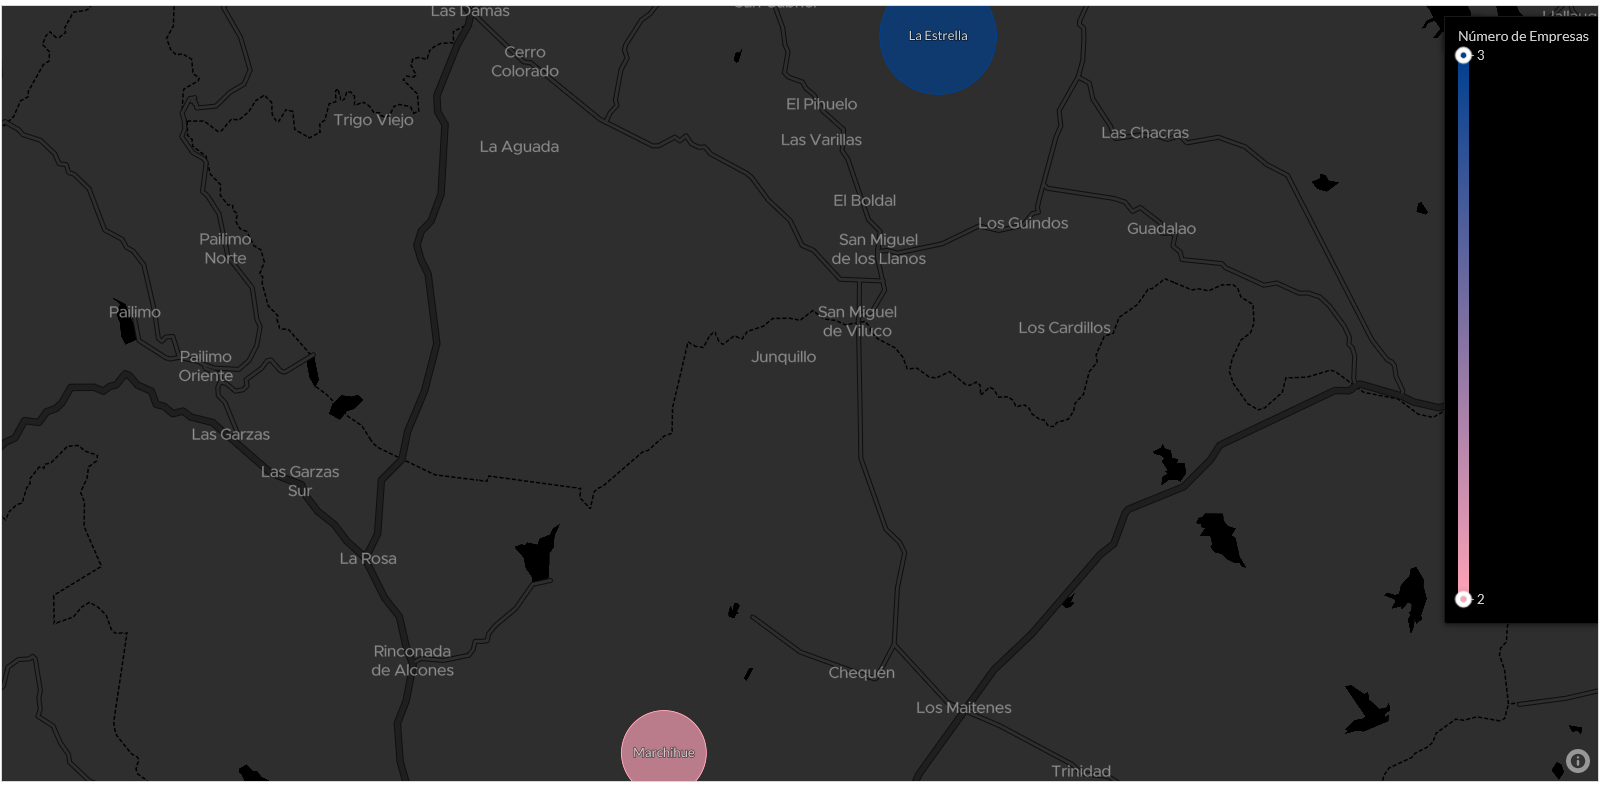 Las Damas
La Estrella
Número de Empresas
3
Cerro
Colorado
El Pihuelo
Trigo Viejo
Las Varillas
Las Chacras
La Aguada
El Boldal
Los Guindos
Guadalao
Pailimo
Norte
San Miguel
de los Llanos
Pailimo
San Miguel
de Viluco
Los Cardillos
Pailimo
Oriente
Junquillo
Las Garzas
Las Garzas
Sur
La Rosa
2
Rinconada
de Alcones
Chequén
Los Maitenes
Marchihue
Trinidad